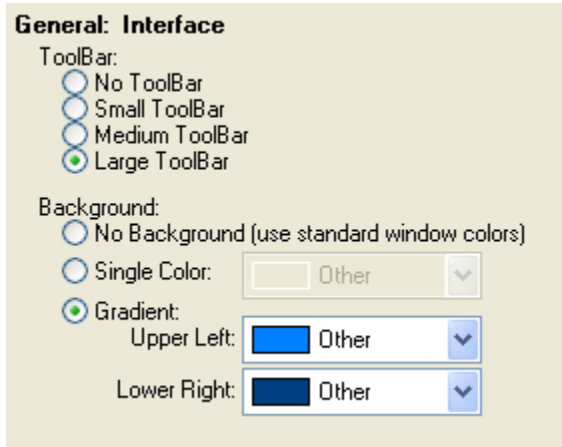 General: Interface
ToolBar:
No ToolBar
Small ToolBar
Medium ToolBar
Large ToolBar
Background:
No Background (use standard window colors)
Single Color: Other
Gradient:
Upper Left: Other
Lower Right: Other